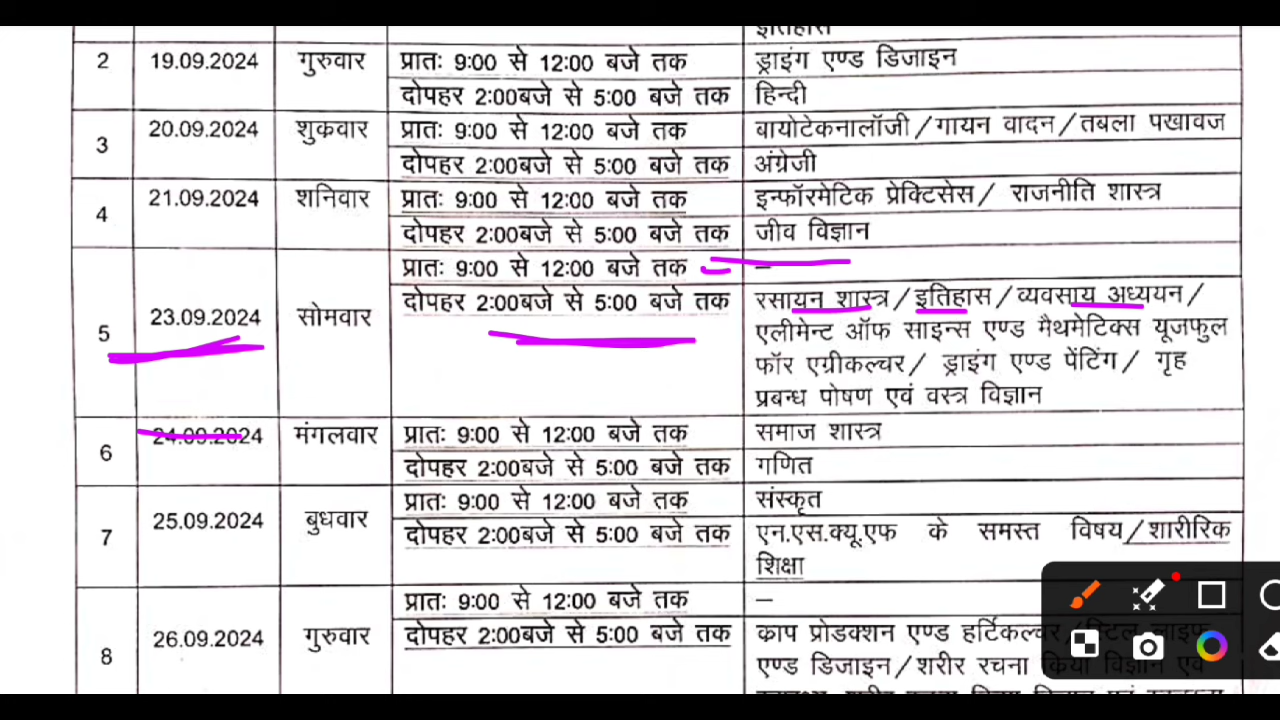 इतिहास
2 19.09.2024 गुरुवार प्रातः 9:00 से 12:00 बजे तक ड्राइंग एण्ड डिजाइन
दोपहर 2:00बजे से 5:00 बजे तक हिन्दी
3 20.09.2024 शुकवार प्रातः 9:00 से 12:00 बजे तक बायोटेकनालॉजी/गायन वादन/तबला पखावज
दोपहर 2:00बजे से 5:00 बजे तक अंग्रेजी
4 21.09.2024 शनिवार प्रातः 9:00 से 12:00 बजे तक इन्फॉरमेटिक प्रेक्टिसेस/ राजनीति शास्त्र
दोपहर 2:00बजे से 5:00 बजे तक जीव विज्ञान
प्रातः 9:00 से 12:00 बजे तक –
5 23.09.2024 सोमवार दोपहर 2:00बजे से 5:00 बजे तक रसायन शास्त्र/इतिहास/व्यवसाय अध्ययन/
एलीमेन्ट ऑफ साइन्स एण्ड मैथमेटिक्स यूजफुल
फॉर एग्रीकल्चर/ ड्राइंग एण्ड पेंटिंग/ गृह
प्रबन्ध पोषण एवं वस्त्र विज्ञान
6 24.09.2024 मंगलवार प्रातः 9:00 से 12:00 बजे तक समाज शास्त्र
दोपहर 2:00बजे से 5:00 बजे तक गणित
7 25.09.2024 बुधवार प्रातः 9:00 से 12:00 बजे तक संस्कृत
दोपहर 2:00बजे से 5:00 बजे तक एन.एस.क्यू.एफ के समस्त विषय/शारीरिक
शिक्षा
प्रातः 9:00 से 12:00 बजे तक –
8 26.09.2024 गुरुवार दोपहर 2:00बजे से 5:00 बजे तक काप प्रोडक्शन एण्ड हर्टिकल्चर/स्टिल लाइफ
एण्ड डिजाइन/शरीर रचना किया विज्ञान एवं